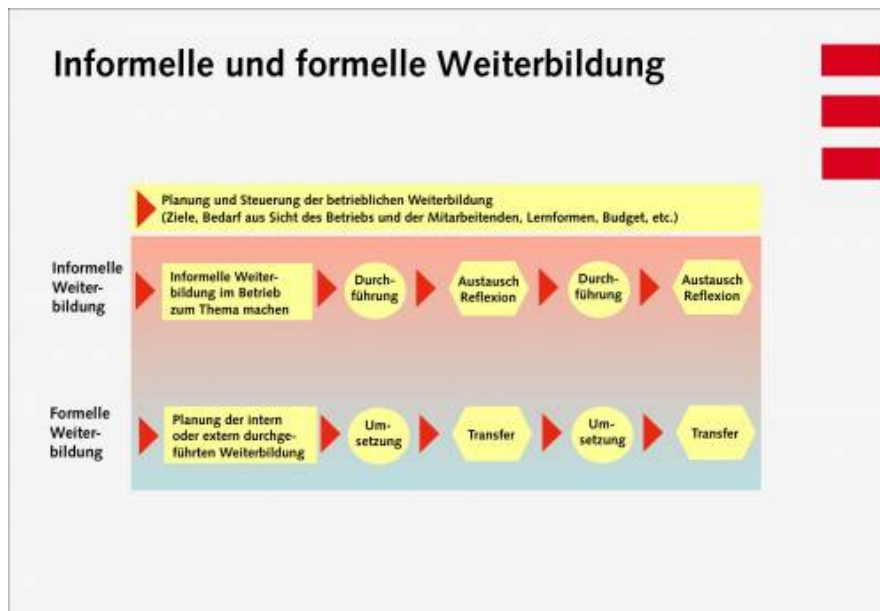 Informelle und formelle Weiterbildung
Planung und Steuerung der betrieblichen Weiterbildung
(Ziele, Bedarf aus Sicht des Betriebs und der Mitarbeitenden, Lernformen, Budget, etc.)
Informelle
Weiter-
bildung
Informelle Weiter-
bildung im Betrieb
zum Thema machen
Durch-
führung
Austausch
Reflexion
Durch-
führung
Austausch
Reflexion
Formelle
Weiter-
bildung
Planung der intern
oder extern durchge-
führten Weiterbildung
Um-
setzung
Transfer
Um-
setzung
Transfer